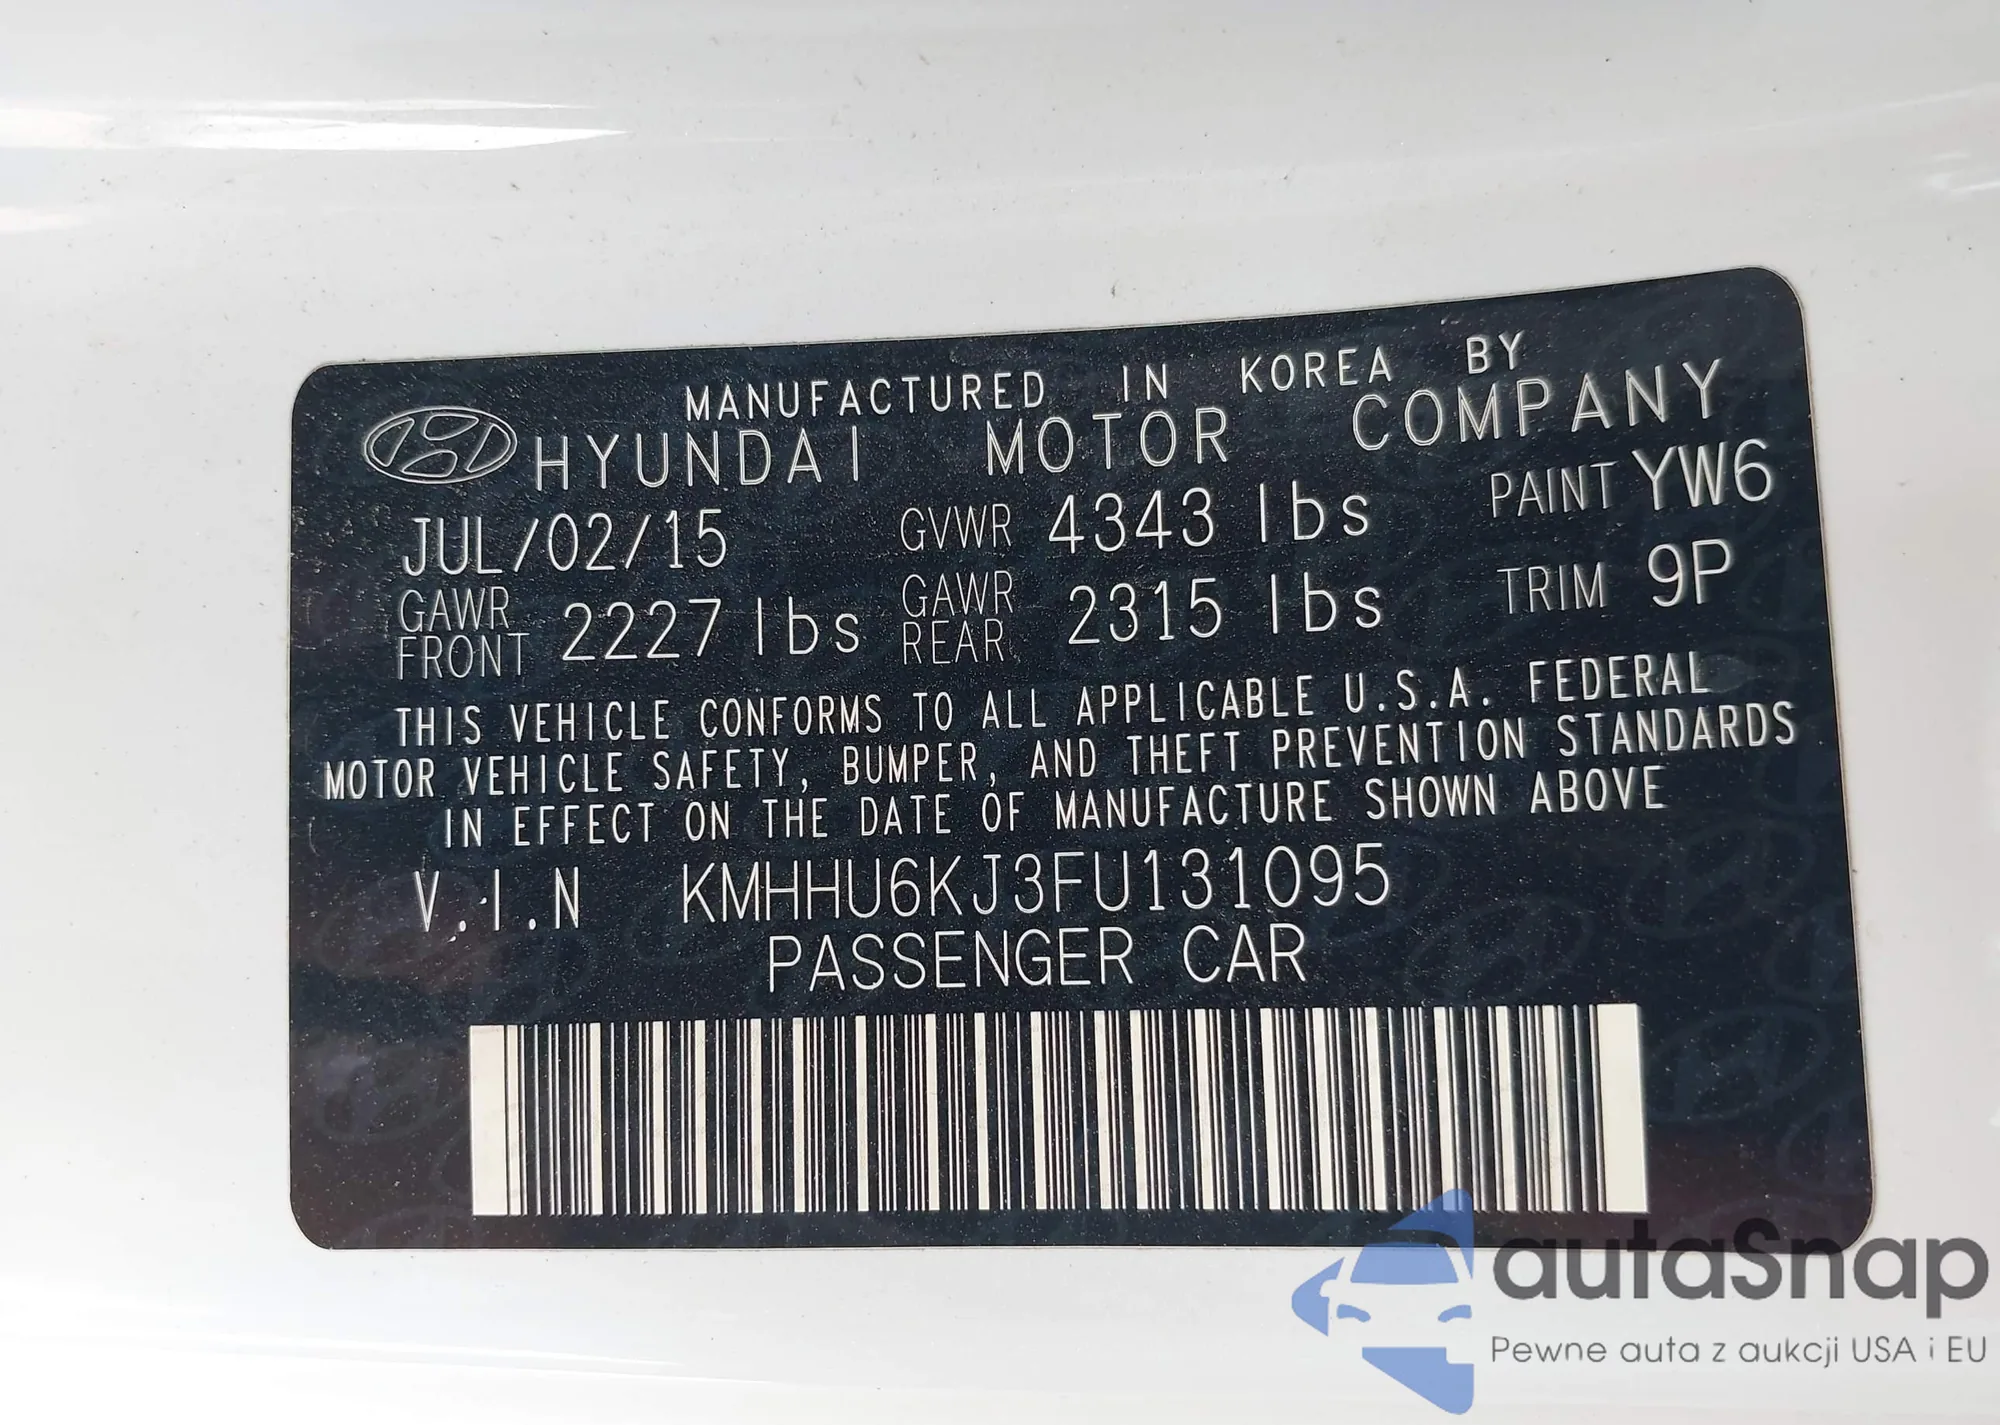 MANUFACTURED IN KOREA BY
HYUNDAI MOTOR COMPANY
JUL/02/15 GVWR 4343 lbs PAINT YW6
GAWR FRONT 2227 lbs GAWR REAR 2315 lbs TRIM 9P
THIS VEHICLE CONFORMS TO ALL APPLICABLE U.S.A. FEDERAL
MOTOR VEHICLE SAFETY, BUMPER, AND THEFT PREVENTION STANDARDS
IN EFFECT ON THE DATE OF MANUFACTURE SHOWN ABOVE
V.I.N KMHHU6KJ3FU131095
PASSENGER CAR
autaSnap
Pewne auta z aukcji USA i EU